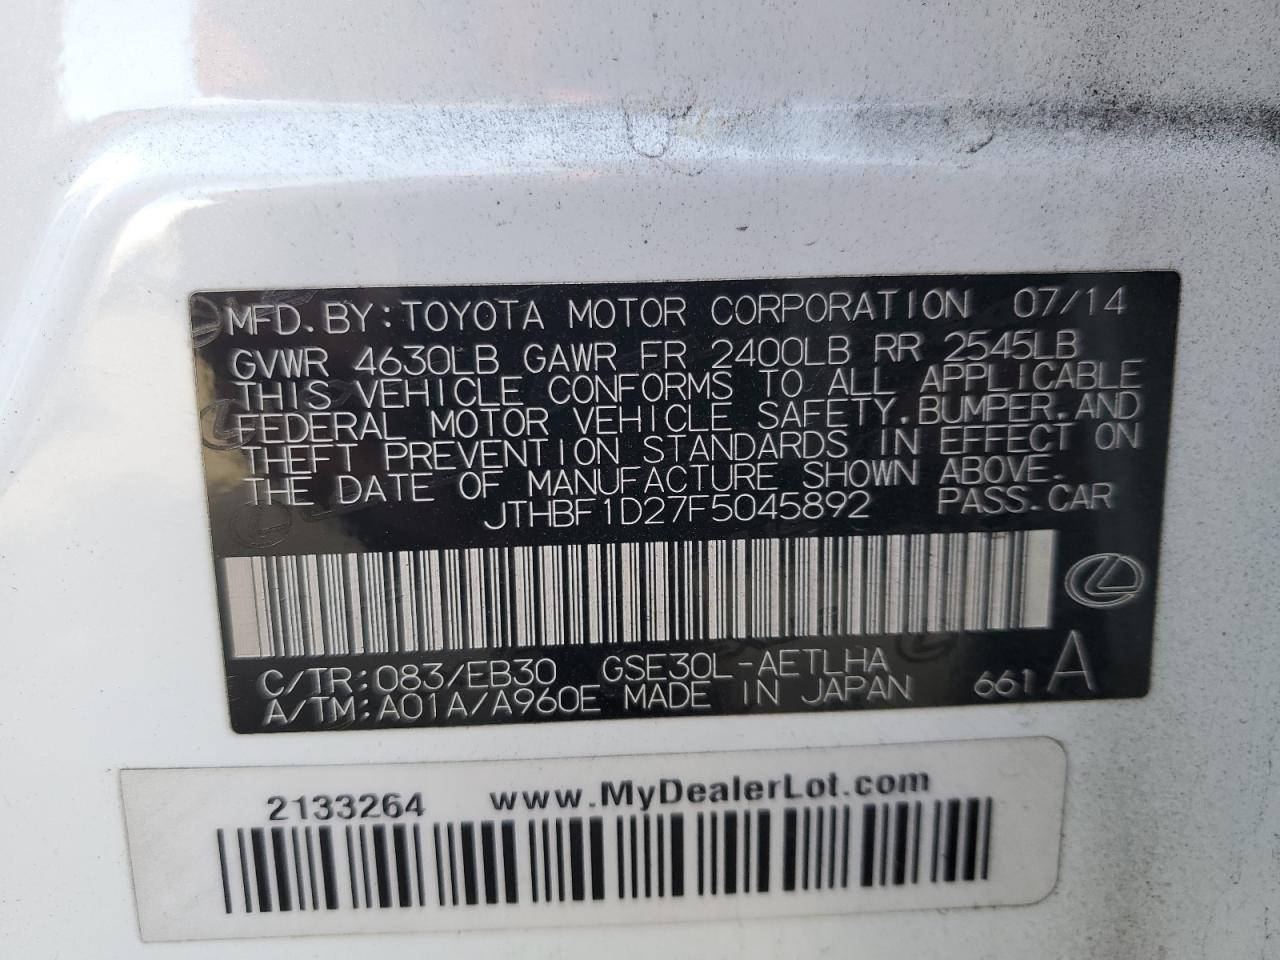 MFD. BY: TOYOTA MOTOR CORPORATION 07/14
GVWR 4630LB GAWR FR 2400LB RR 2545LB
THIS VEHICLE CONFORMS TO ALL APPLICABLE
FEDERAL MOTOR VEHICLE SAFETY, BUMPER, AND
THEFT PREVENTION STANDARDS IN EFFECT ON
THE DATE OF MANUFACTURE SHOWN ABOVE.
JTHBF1D27F5045892 PASS. CAR
C/TR: 083/EB30 GSE30L-AETLHA
A/TM: A01A/A960E MADE IN JAPAN 661 A
2133264 www.MyDealerLot.com